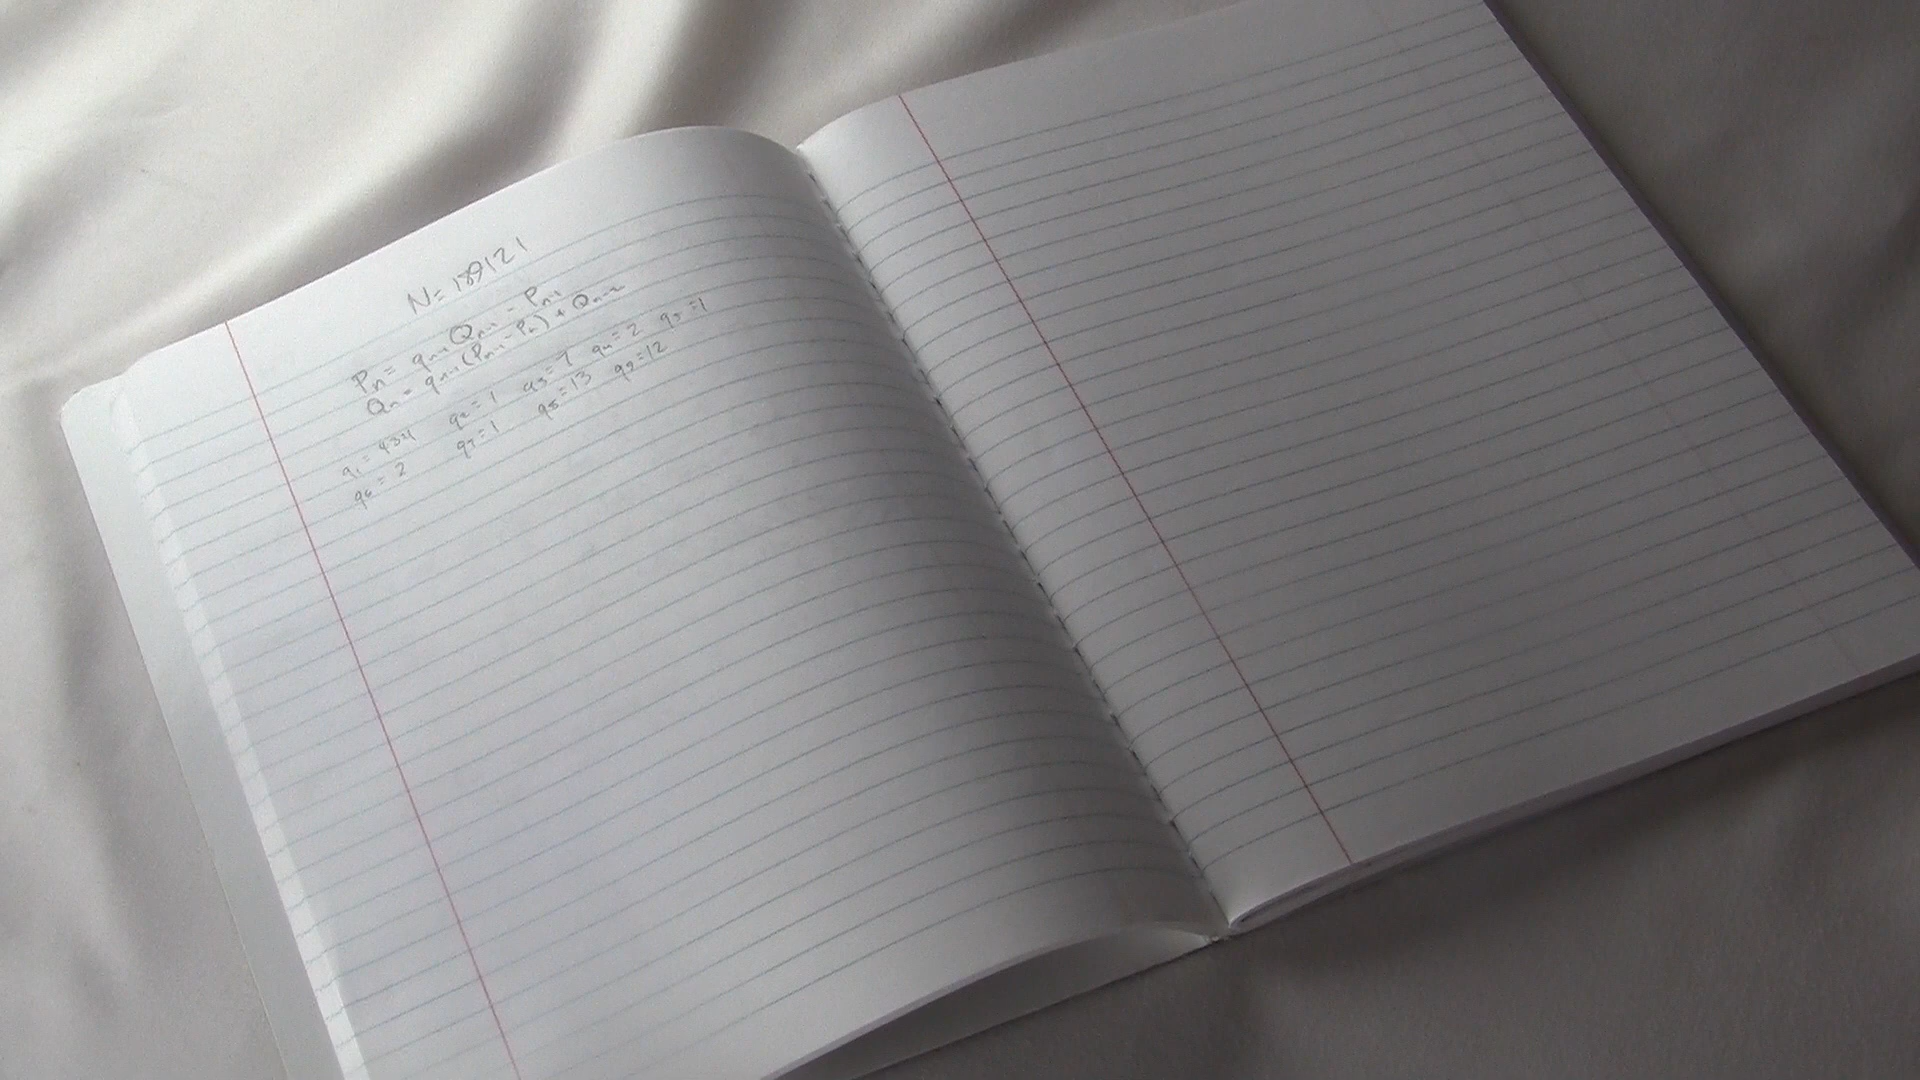 N = 189121
Pₙ = qₙ₋₁Qₙ₋₁ - Pₙ₋₁
Qₙ = qₙ₋₁(Pₙ₋₁ - Pₙ) + Qₙ₋₂
q₁ = 434 q₂ = 1 q₃ = 7 q₄ = 2 q₅ = 1
q₆ = 2 q₇ = 1 q₈ = 13 q₉ = 12